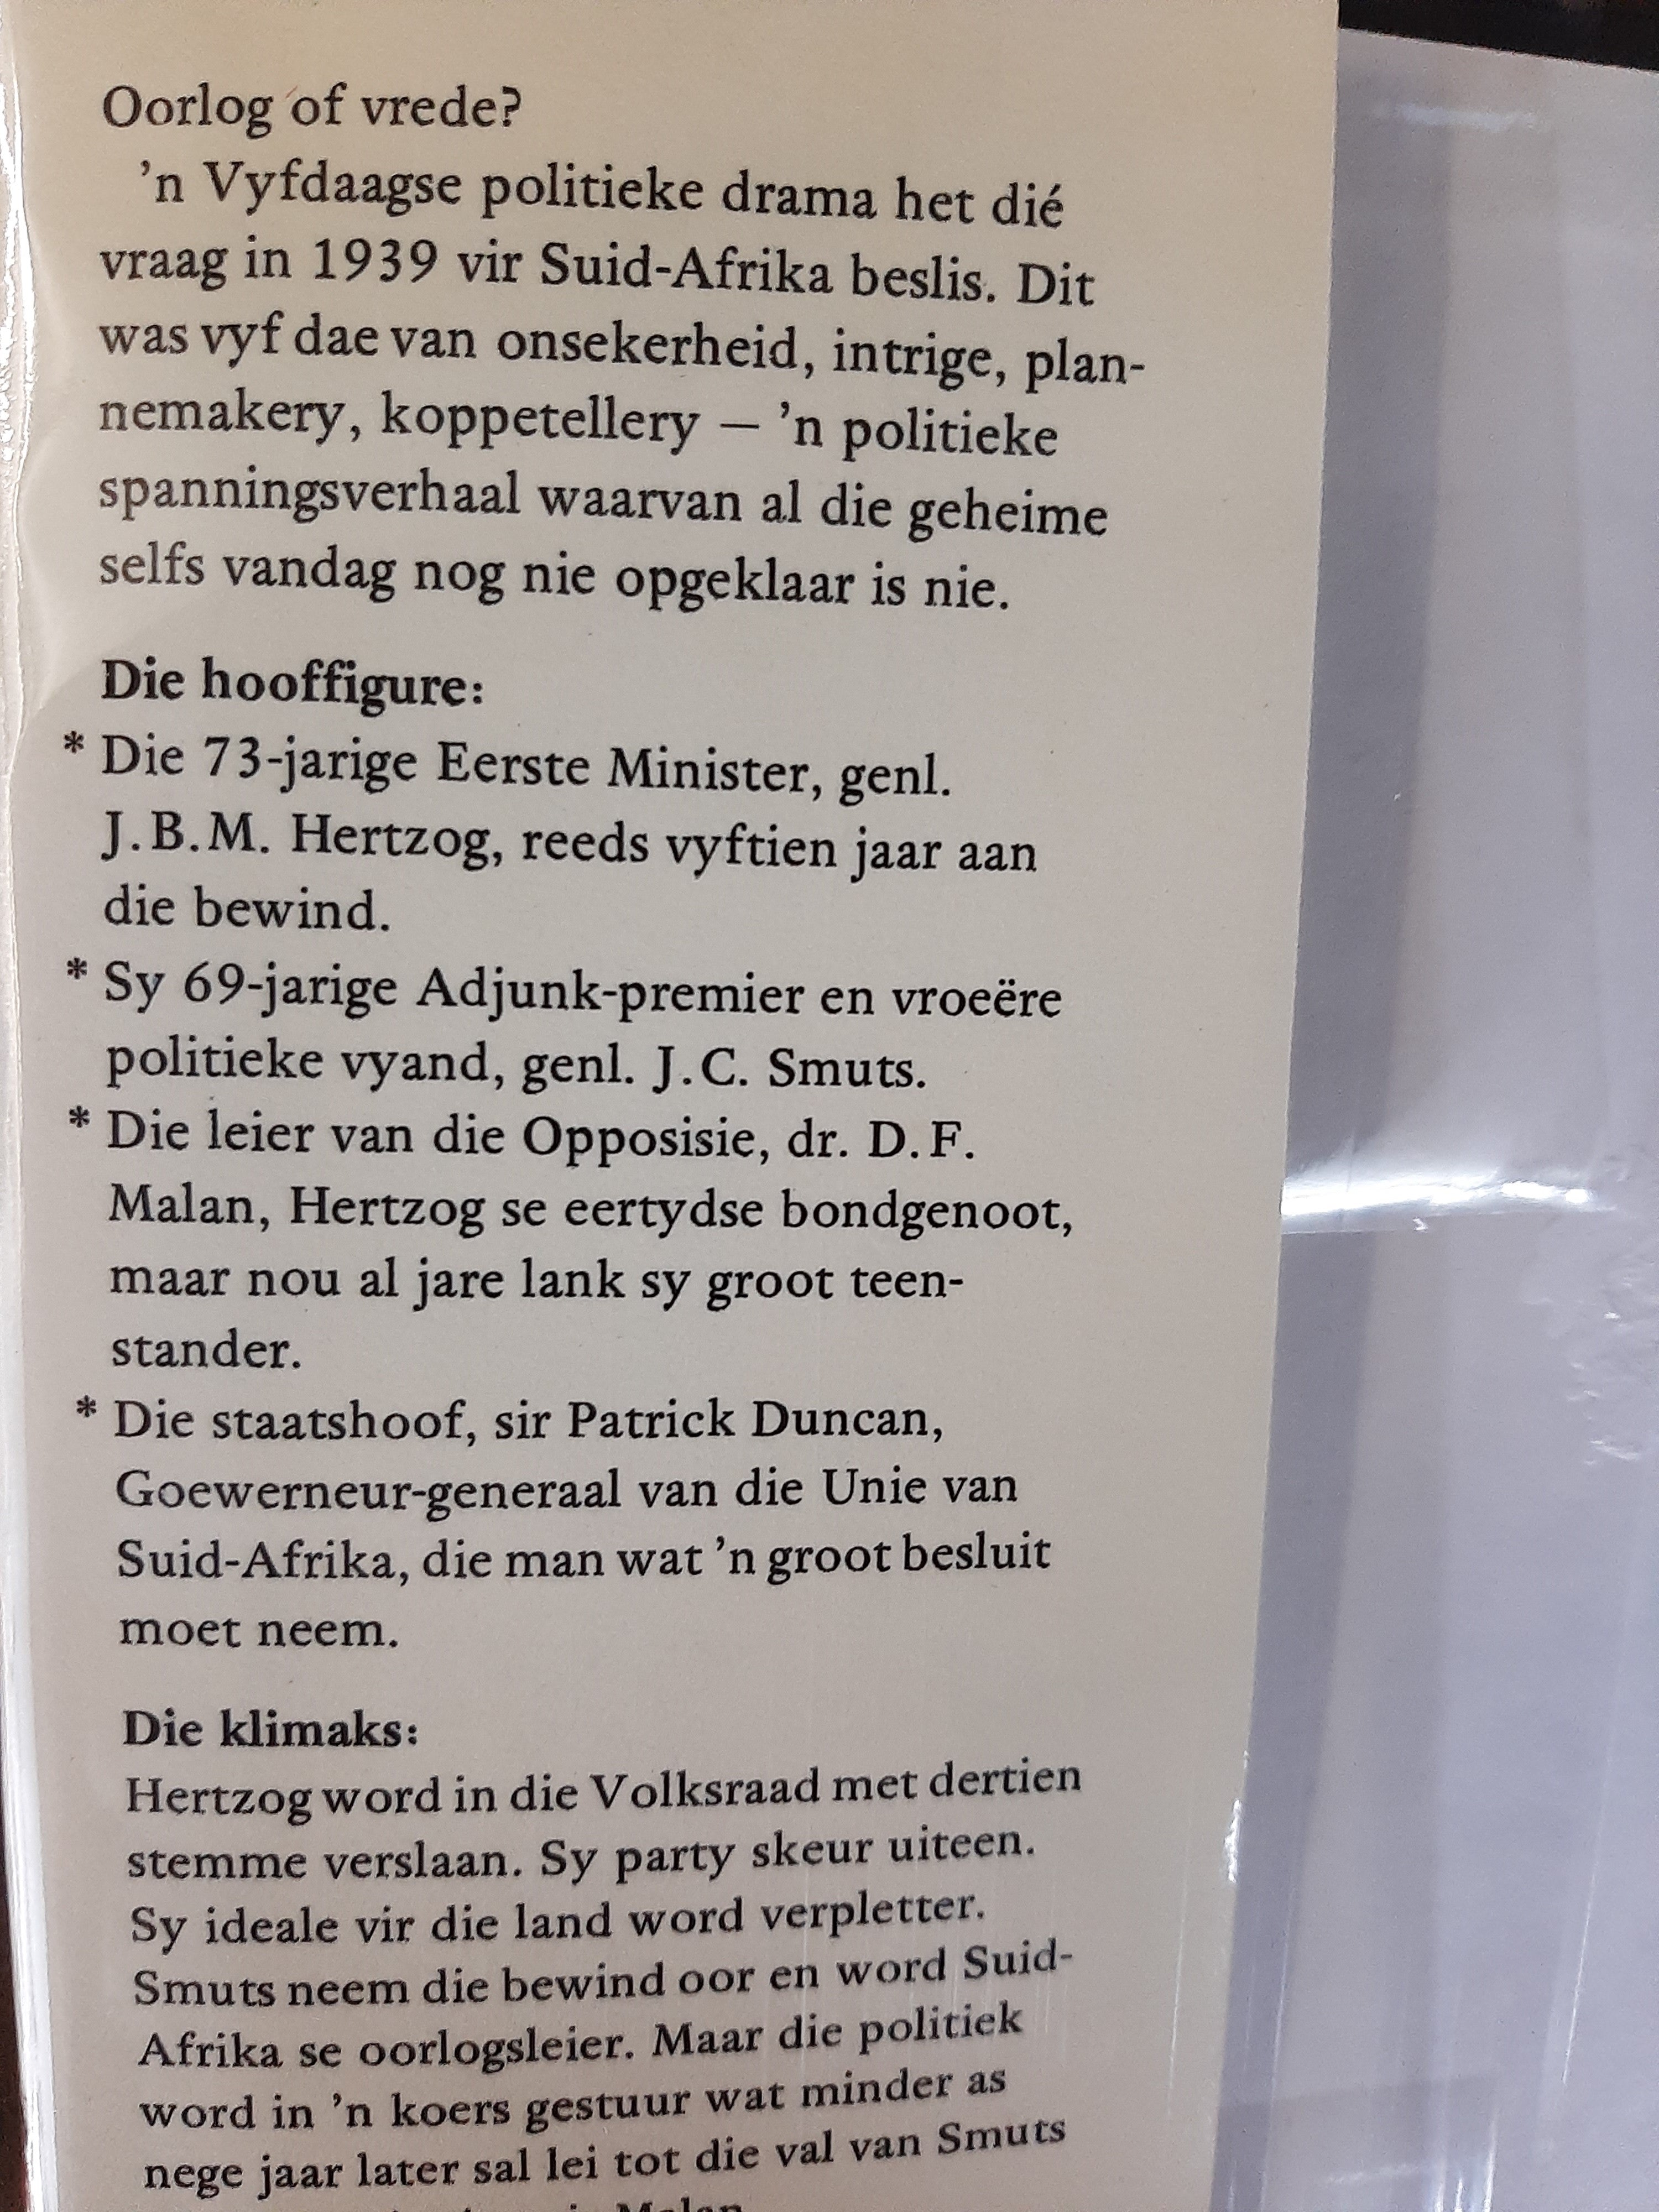 Oorlog of vrede?
’n Vyfdaagse politieke drama het dié
vraag in 1939 vir Suid-Afrika beslis. Dit
was vyf dae van onsekerheid, intrige, plan-
nemakery, koppetellery – ’n politieke
spanningsverhaal waarvan al die geheime
selfs vandag nog nie opgeklaar is nie.
Die hooffigure:
* Die 73-jarige Eerste Minister, genl.
J.B.M. Hertzog, reeds vyftien jaar aan
die bewind.
* Sy 69-jarige Adjunk-premier en vroeëre
politieke vyand, genl. J.C. Smuts.
* Die leier van die Opposisie, dr. D.F.
Malan, Hertzog se eertydse bondgenoot,
maar nou al jare lank sy groot teen-
stander.
* Die staatshoof, sir Patrick Duncan,
Goewerneur-generaal van die Unie van
Suid-Afrika, die man wat ’n groot besluit
moet neem.
Die klimaks:
Hertzog word in die Volksraad met dertien
stemme verslaan. Sy party skeur uiteen.
Sy ideale vir die land word verpletter.
Smuts neem die bewind oor en word Suid-
Afrika se oorlogsleier. Maar die politiek
word in ’n koers gestuur wat minder as
nege jaar later sal lei tot die val van Smuts
Malan